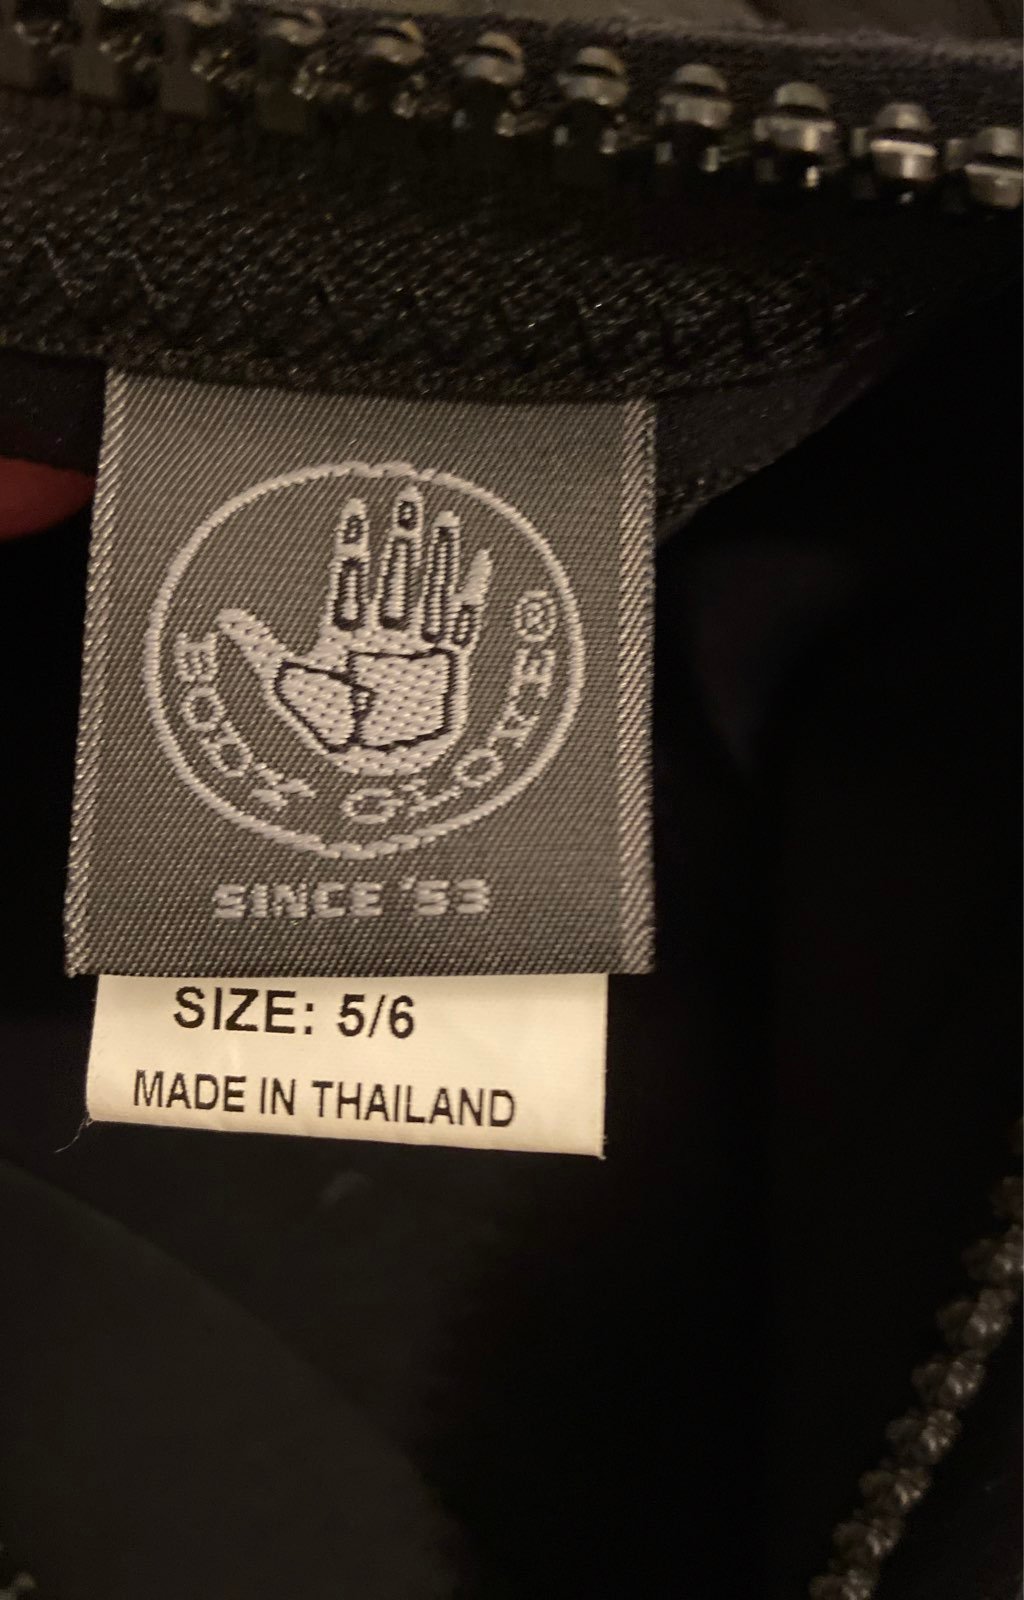 BODY GLOVE®
SINCE '53
SIZE: 5/6
MADE IN THAILAND